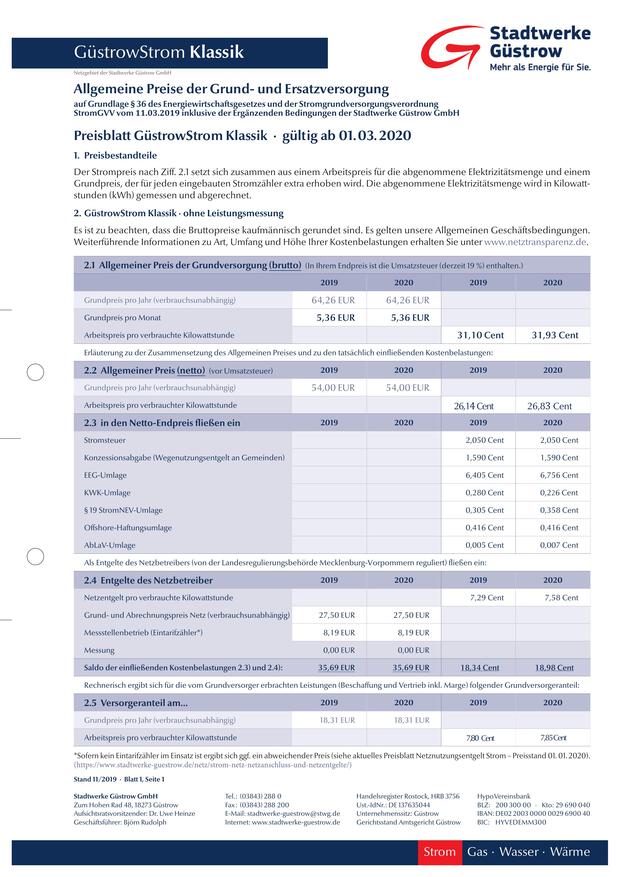 GüstrowStrom Klassik
Stadtwerke
Güstrow
Mehr als Energie für Sie.
Netzgebiet der Stadtwerke Güstrow GmbH
Allgemeine Preise der Grund- und Ersatzversorgung
auf Grundlage § 36 des Energiewirtschaftsgesetzes und der Stromgrundversorgungsverordnung
StromGVV vom 11.03.2019 inklusive der Ergänzenden Bedingungen der Stadtwerke Güstrow GmbH
Preisblatt GüstrowStrom Klassik · gültig ab 01.03.2020
1. Preisbestandteile
Der Strompreis nach Ziff. 2.1 setzt sich zusammen aus einem Arbeitspreis für die abgenommene Elektrizitätsmenge und einem
Grundpreis, der für jeden eingebauten Stromzähler extra erhoben wird. Die abgenommene Elektrizitätsmenge wird in Kilowatt-
stunden (kWh) gemessen und abgerechnet.
2. GüstrowStrom Klassik · ohne Leistungsmessung
Es ist zu beachten, dass die Bruttopreise kaufmännisch gerundet sind. Es gelten unsere Allgemeinen Geschäftsbedingungen.
Weiterführende Informationen zu Art, Umfang und Höhe Ihrer Kostenbelastungen erhalten Sie unter www.netztransparenz.de.
2.1 Allgemeiner Preis der Grundversorgung (brutto) (In Ihrem Endpreis ist die Umsatzsteuer (derzeit 19 %) enthalten.)
2019 2020 2019 2020
Grundpreis pro Jahr (verbrauchsunabhängig) 64,26 EUR 64,26 EUR
Grundpreis pro Monat 5,36 EUR 5,36 EUR
Arbeitspreis pro verbrauchte Kilowattstunde 31,10 Cent 31,93 Cent
Erläuterung zu der Zusammensetzung des Allgemeinen Preises und zu den tatsächlich einfließenden Kostenbelastungen:
2.2 Allgemeiner Preis (netto) (vor Umsatzsteuer) 2019 2020 2019 2020
Grundpreis pro Jahr (verbrauchsunabhängig) 54,00 EUR 54,00 EUR
Arbeitspreis pro verbrauchter Kilowattstunde 26,14 Cent 26,83 Cent
2.3 in den Netto-Endpreis fließen ein 2019 2020 2019 2020
Stromsteuer 2,050 Cent 2,050 Cent
Konzessionsabgabe (Wegenutzungsentgelt an Gemeinden) 1,590 Cent 1,590 Cent
EEG-Umlage 6,405 Cent 6,756 Cent
KWK-Umlage 0,280 Cent 0,226 Cent
§ 19 StromNEV-Umlage 0,305 Cent 0,358 Cent
Offshore-Haftungsumlage 0,416 Cent 0,416 Cent
AbLaV-Umlage 0,005 Cent 0,007 Cent
Als Entgelte des Netzbetreibers (von der Landesregulierungsbehörde Mecklenburg-Vorpommern reguliert) fließen ein:
2.4 Entgelte des Netzbetreiber 2019 2020 2019 2020
Netzentgelt pro verbrauchte Kilowattstunde 7,29 Cent 7,58 Cent
Grund- und Abrechnungspreis Netz (verbrauchsunabhängig) 27,50 EUR 27,50 EUR
Messstellenbetrieb (Eintarifzähler*) 8,19 EUR 8,19 EUR
Messung 0,00 EUR 0,00 EUR
Saldo der einfließenden Kostenbelastungen 2.3) und 2.4): 35,69 EUR 35,69 EUR 18,34 Cent 18,98 Cent
Rechnerisch ergibt sich für die vom Grundversorger erbrachten Leistungen (Beschaffung und Vertrieb inkl. Marge) folgender Grundversorgeranteil:
2.5 Versorgeranteil am... 2019 2020 2019 2020
Grundpreis pro Jahr (verbrauchsunabhängig) 18,31 EUR 18,31 EUR
Arbeitspreis pro verbrauchter Kilowattstunde 7,80 Cent 7,85 Cent
*Sofern kein Eintarifzähler im Einsatz ist ergibt sich ggf. ein abweichender Preis (siehe aktuelles Preisblatt Netznutzungsentgelt Strom – Preisstand 01. 01. 2020).
(https://www.stadtwerke-guestrow.de/netz/strom-netz-netzanschluss-und-netzentgelte/)
Stand 11/2019 · Blatt 1, Seite 1
Stadtwerke Güstrow GmbH
Zum Hohen Rad 48, 18273 Güstrow
Aufsichtsratsvorsitzender: Dr. Uwe Heinze
Geschäftsführer: Björn Rudolph
Tel.: (03843) 288 0
Fax: (03843) 288 200
E-Mail: stadtwerke-guestrow@stwg.de
Internet: www.stadtwerke-guestrow.de
Handelsregister Rostock, HRB 3756
Ust.-IdNr.: DE 137635044
Unternehmenssitz: Güstrow
Gerichtsstand Amtsgericht Güstrow
HypoVereinsbank
BLZ: 200 300 00 · Kto: 29 690 040
IBAN: DE02 2003 0000 0029 6900 40
BIC: HYVEDEMM300
Strom Gas · Wasser · Wärme